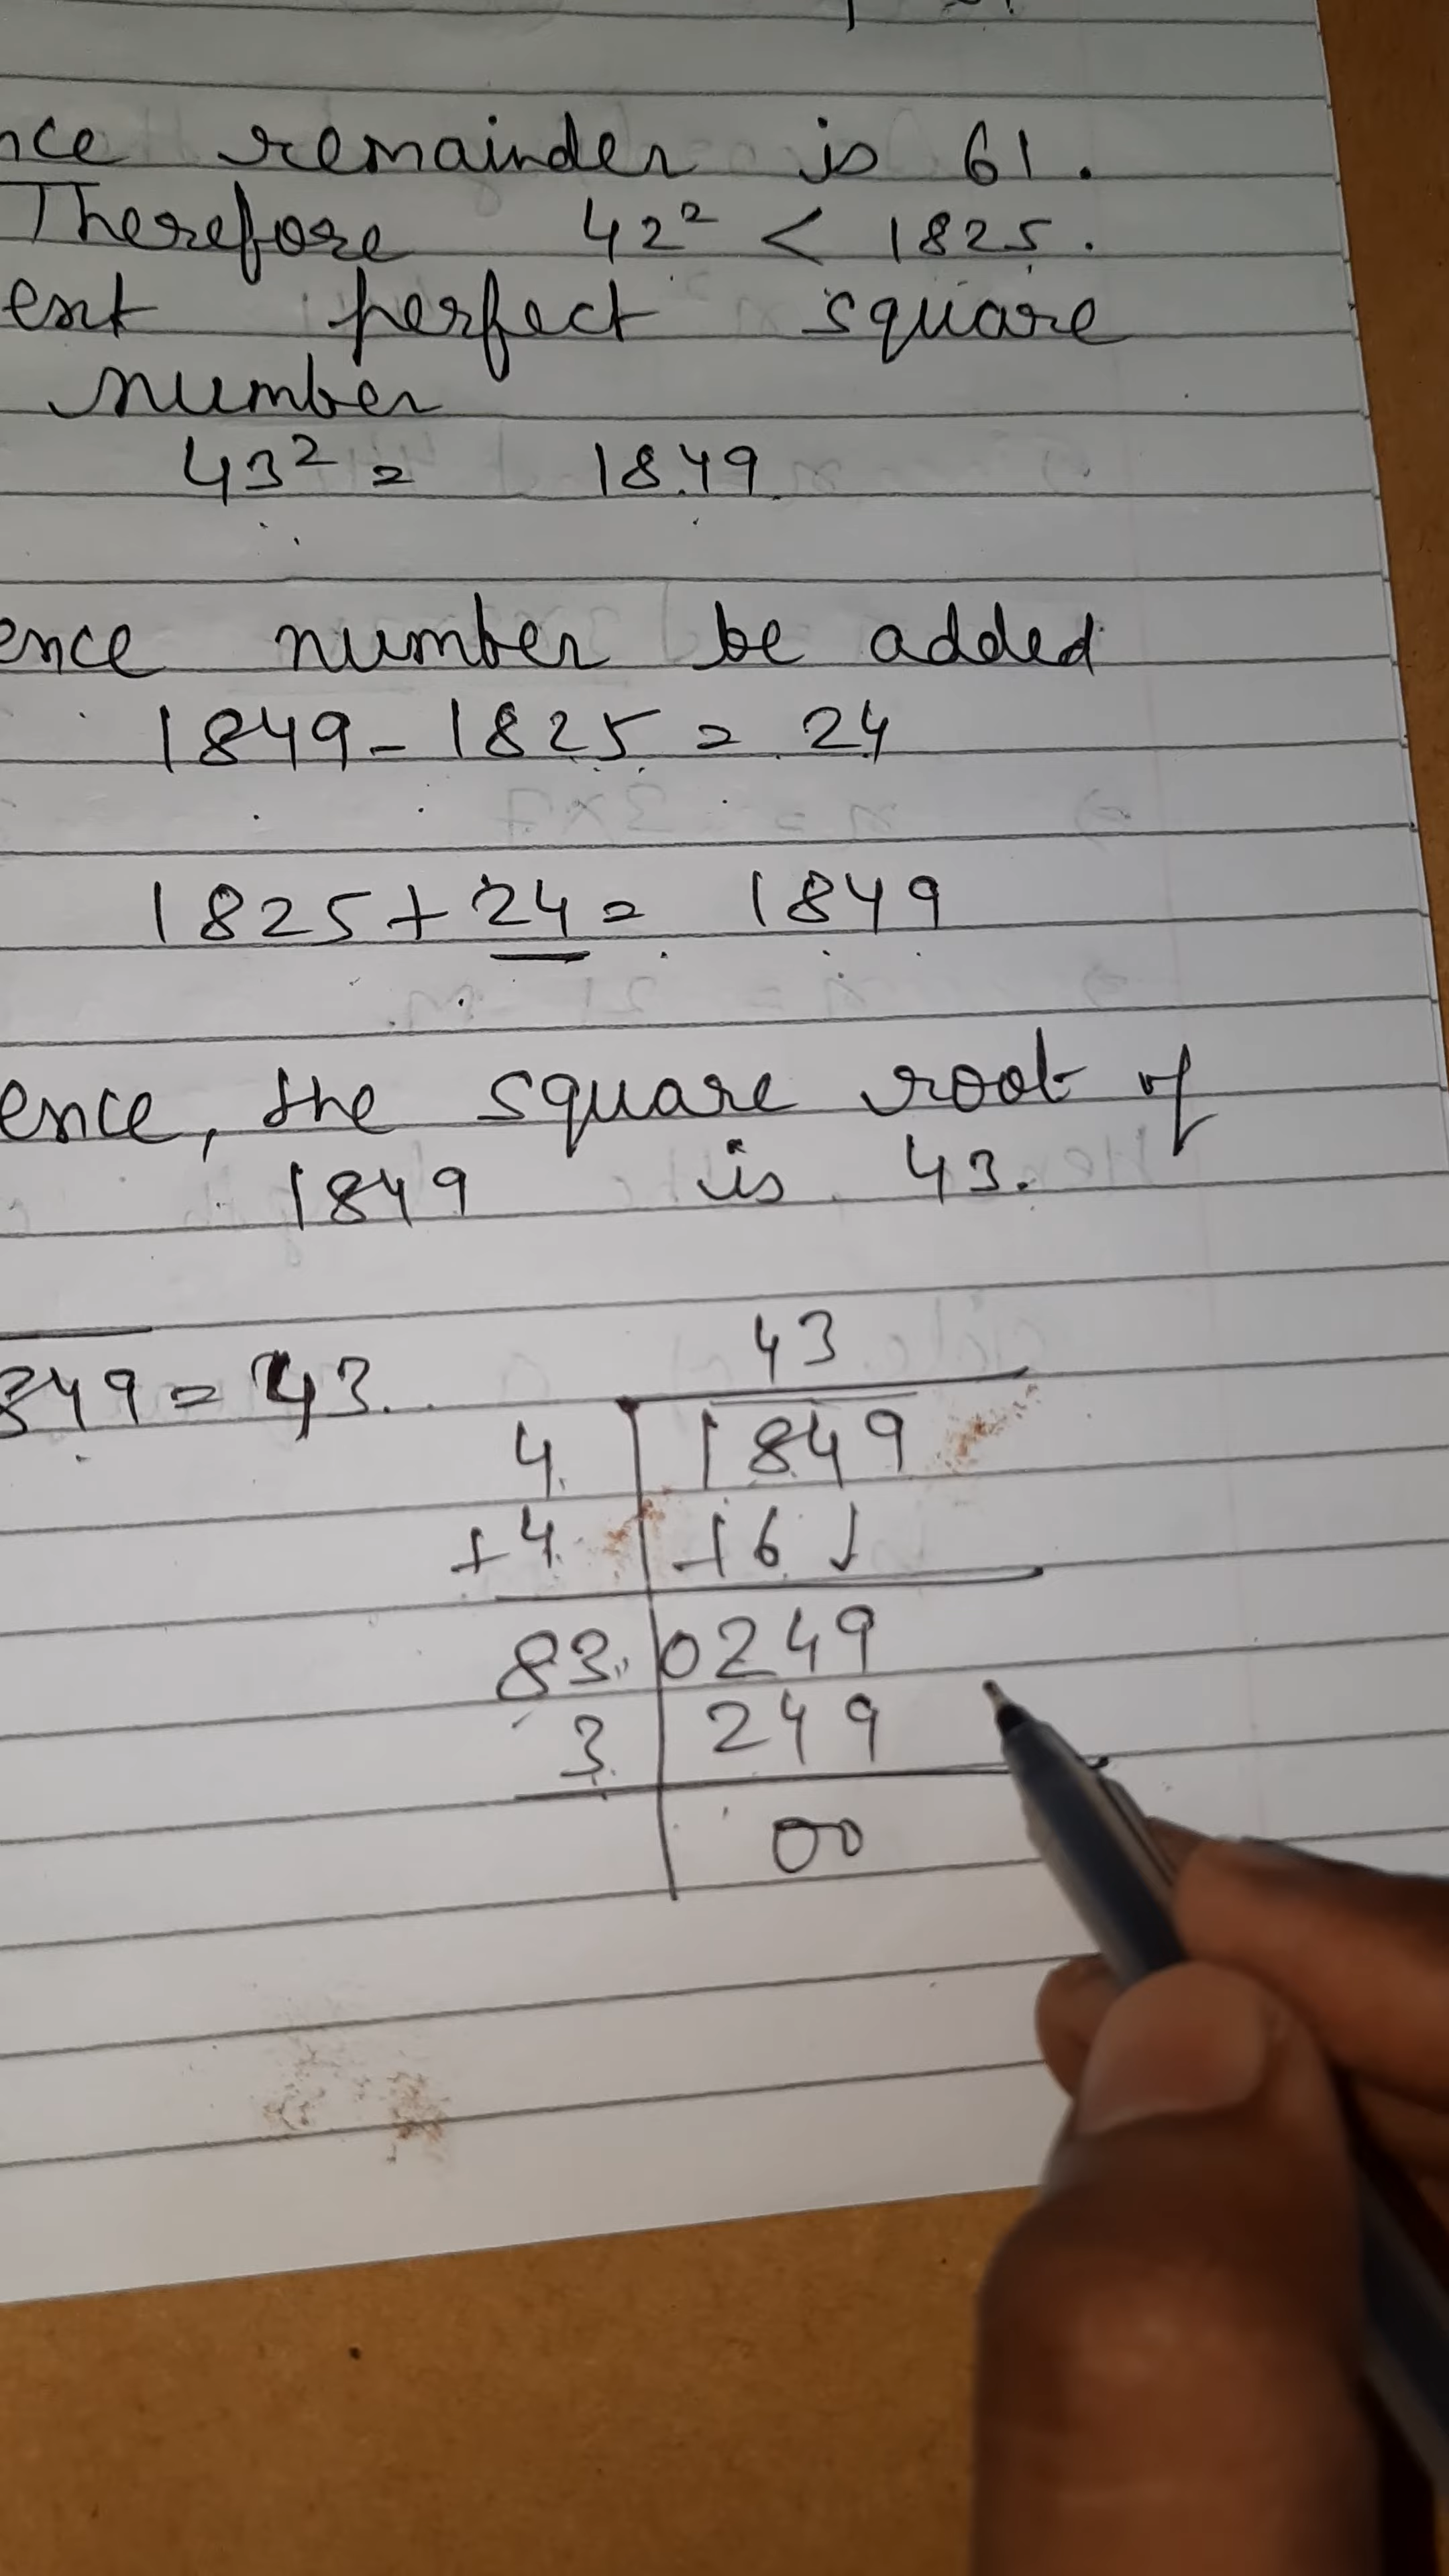 nce remainder is 61.
Therefore 42² < 1825.
ext perfect square
number
43² = 1849
ence number be added
1849 - 1825 = 24
1825 + 24 = 1849
ence, the square root of
1849 is 43.
43
849 = 43.
4 1849
+4 -16↓
83 0249
3 249
00